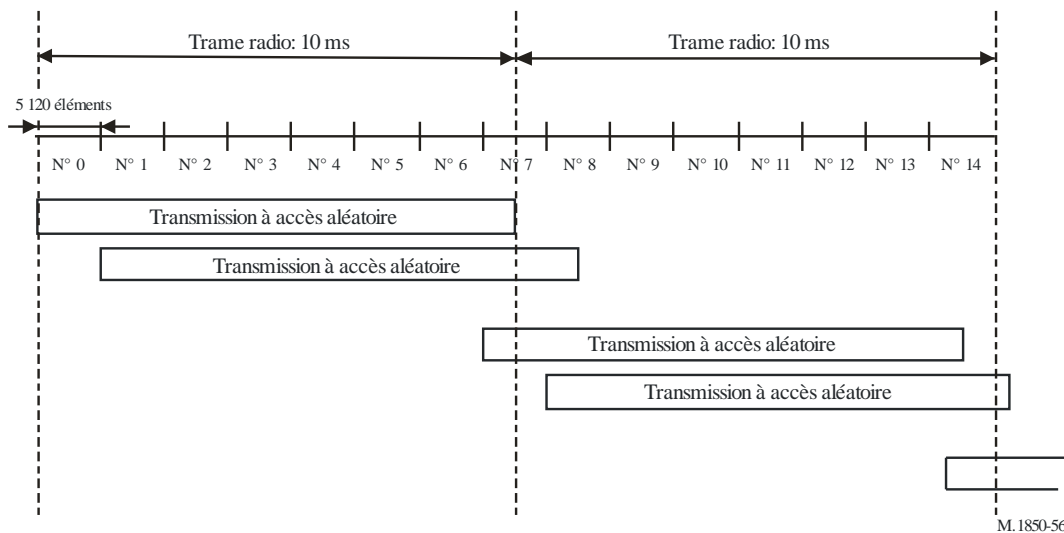 Trame radio: 10 ms Trame radio: 10 ms
5 120 éléments
N° 0 N° 1 N° 2 N° 3 N° 4 N° 5 N° 6 N° 7 N° 8 N° 9 N° 10 N° 11 N° 12 N° 13 N° 14
Transmission à accès aléatoire
Transmission à accès aléatoire
Transmission à accès aléatoire
Transmission à accès aléatoire
M.1850-56